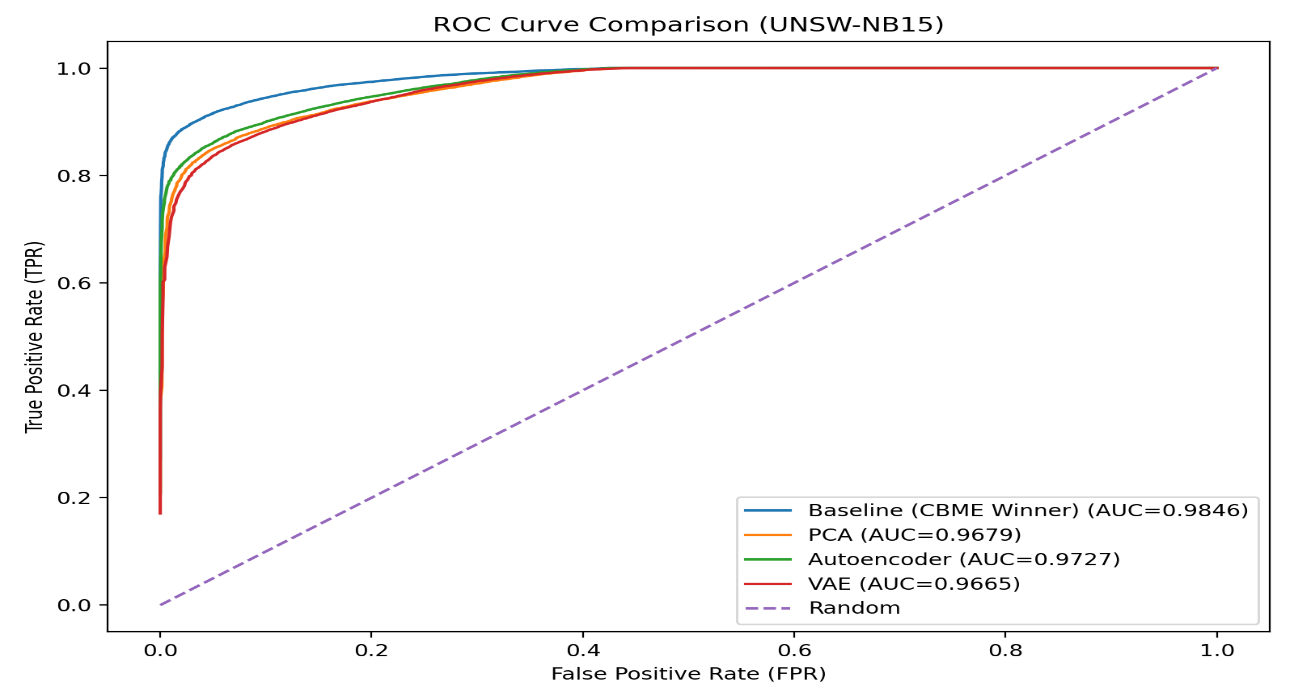 ROC Curve Comparison (UNSW-NB15)
True Positive Rate (TPR)
1.0
0.8
0.6
0.4
0.2
0.0
Baseline (CBME Winner) (AUC=0.9846)
PCA (AUC=0.9679)
Autoencoder (AUC=0.9727)
VAE (AUC=0.9665)
Random
0.0 0.2 0.4 0.6 0.8 1.0
False Positive Rate (FPR)